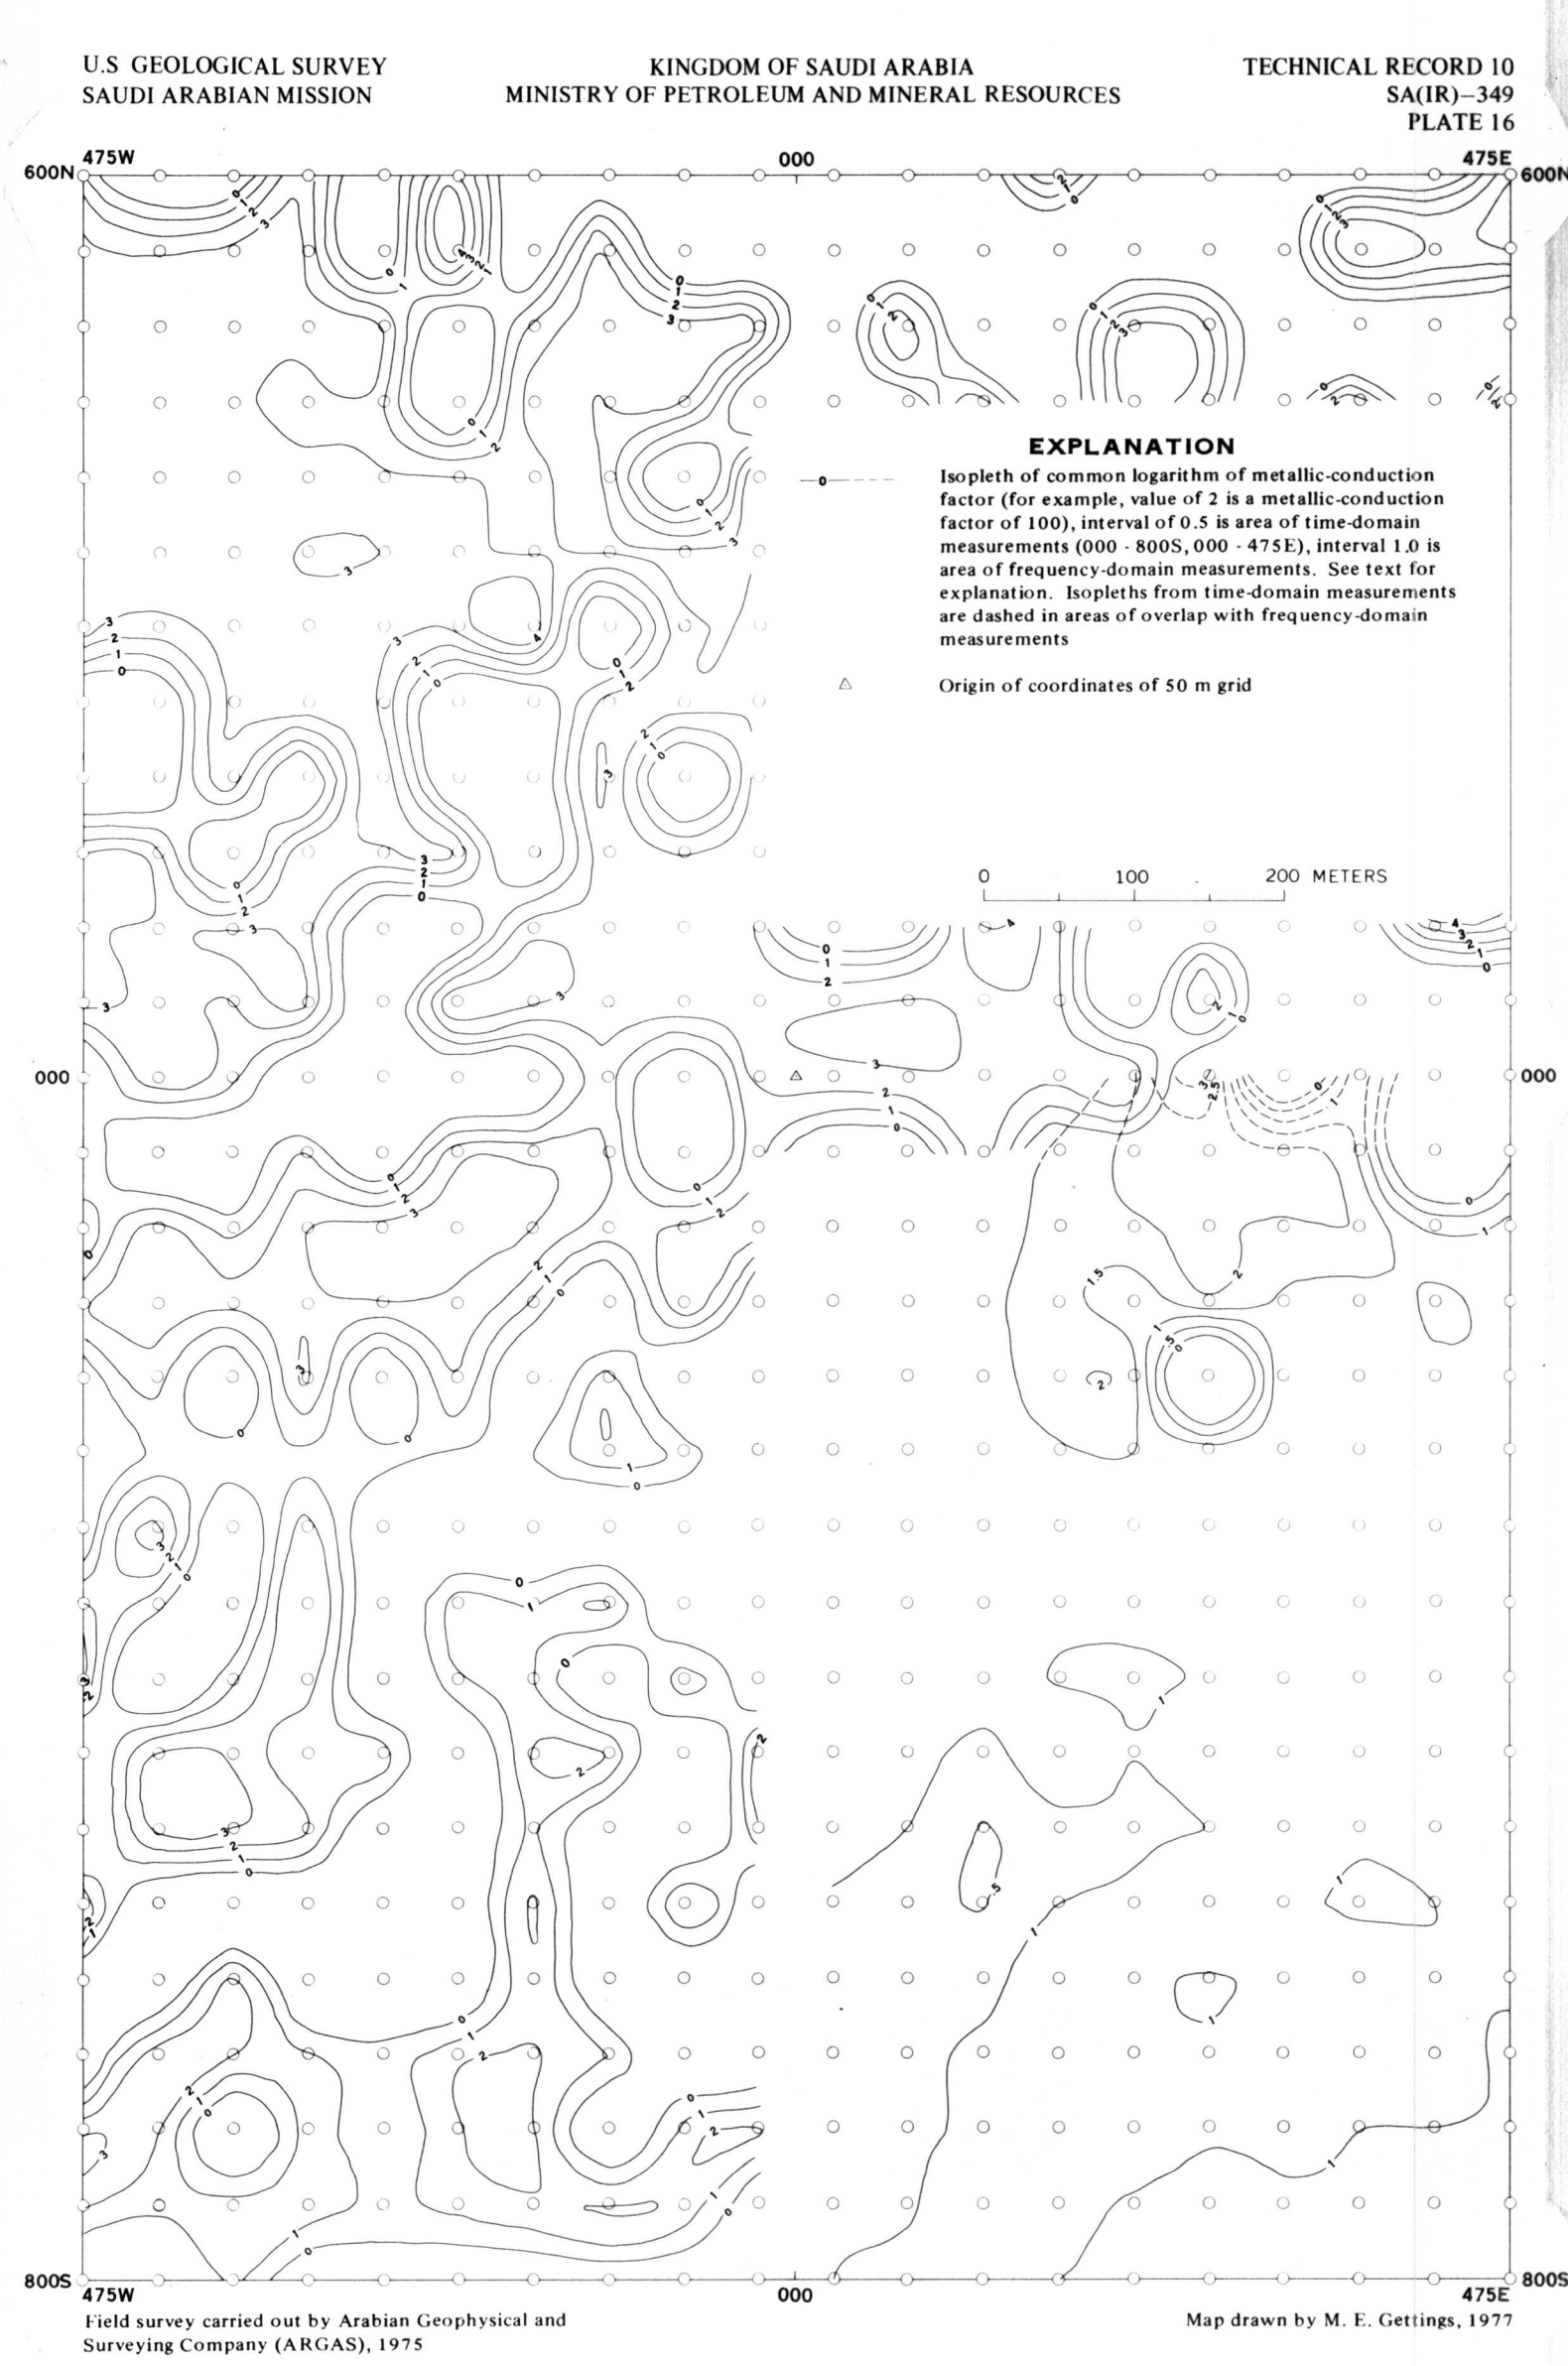 U.S GEOLOGICAL SURVEY
SAUDI ARABIAN MISSION
KINGDOM OF SAUDI ARABIA
MINISTRY OF PETROLEUM AND MINERAL RESOURCES
TECHNICAL RECORD 10
SA(IR)—349
PLATE 16
475W
000
475E
600N
600N
EXPLANATION
0
Isopleth of common logarithm of metallic-conduction
factor (for example, value of 2 is a metallic-conduction
factor of 100), interval of 0.5 is area of time-domain
measurements (000 - 800S, 000 - 475E), interval 1.0 is
area of frequency-domain measurements. See text for
explanation. Isopleths from time-domain measurements
are dashed in areas of overlap with frequency-domain
measurements
Origin of coordinates of 50 m grid
0 100 200 METERS
000
000
800S
800S
475W
000
475E
Field survey carried out by Arabian Geophysical and
Surveying Company (ARGAS), 1975
Map drawn by M. E. Gettings, 1977